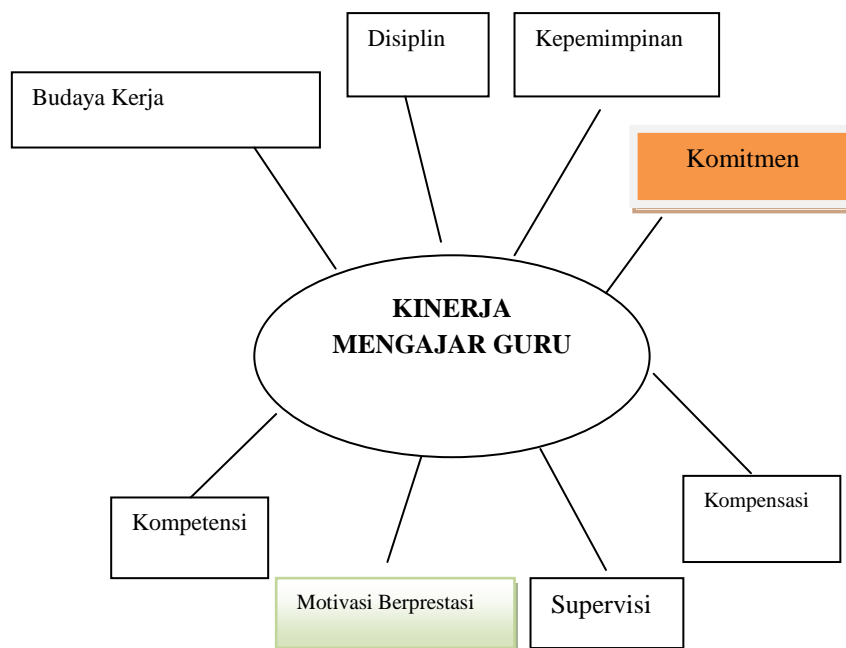 Disiplin
Kepemimpinan
Budaya Kerja
Komitmen
KINERJA
MENGAJAR GURU
Kompetensi
Kompensasi
Motivasi Berprestasi
Supervisi